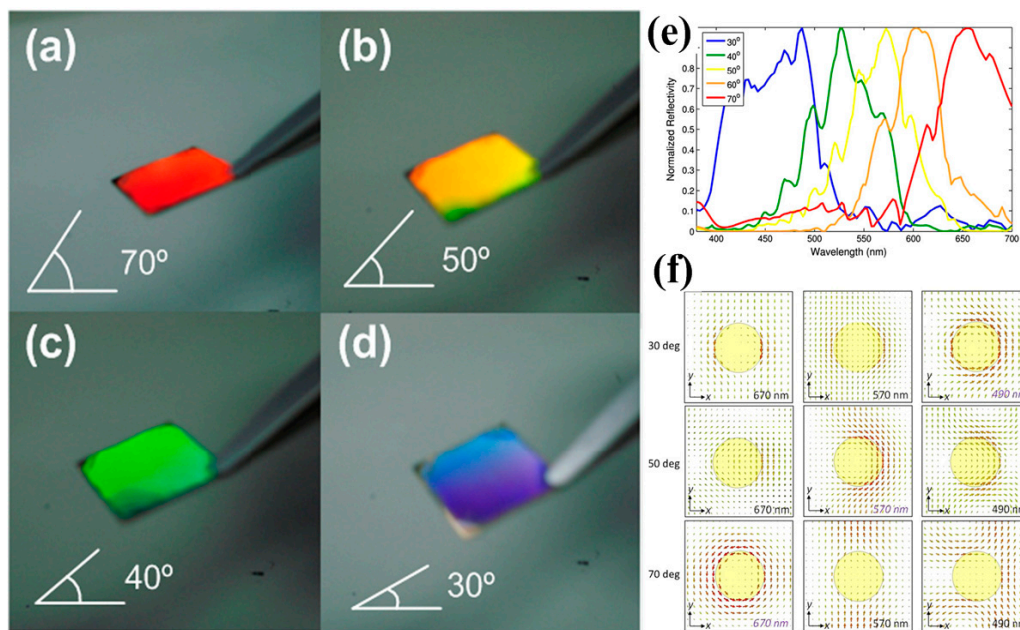 (a)
70º
(b)
50º
(c)
40º
(d)
30º
(e)
30º
40º
50º
60º
70º
Normalized Reflectivity
0.9
0.8
0.7
0.6
0.5
0.4
0.3
0.2
0.1
0
400
450
500
550
600
650
700
Wavelength (nm)
(f)
30 deg
y
x
670 nm
y
x
570 nm
y
x
490 nm
50 deg
y
x
670 nm
y
x
570 nm
y
x
490 nm
70 deg
y
x
670 nm
y
x
570 nm
y
x
490 nm